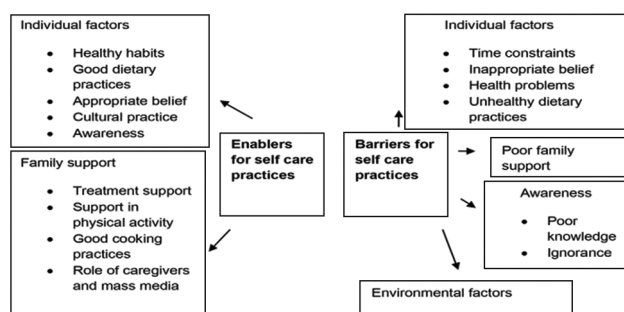 Individual factors
• Healthy habits
• Good dietary
practices
• Appropriate belief
• Cultural practice
• Awareness
Family support
• Treatment support
• Support in
physical activity
• Good cooking
practices
• Role of caregivers
and mass media
Enablers
for self care
practices
Barriers for
self care
practices
Individual factors
• Time constraints
• Inappropriate belief
• Health problems
• Unhealthy dietary
practices
Poor family
support
Awareness
• Poor
knowledge
• Ignorance
Environmental factors